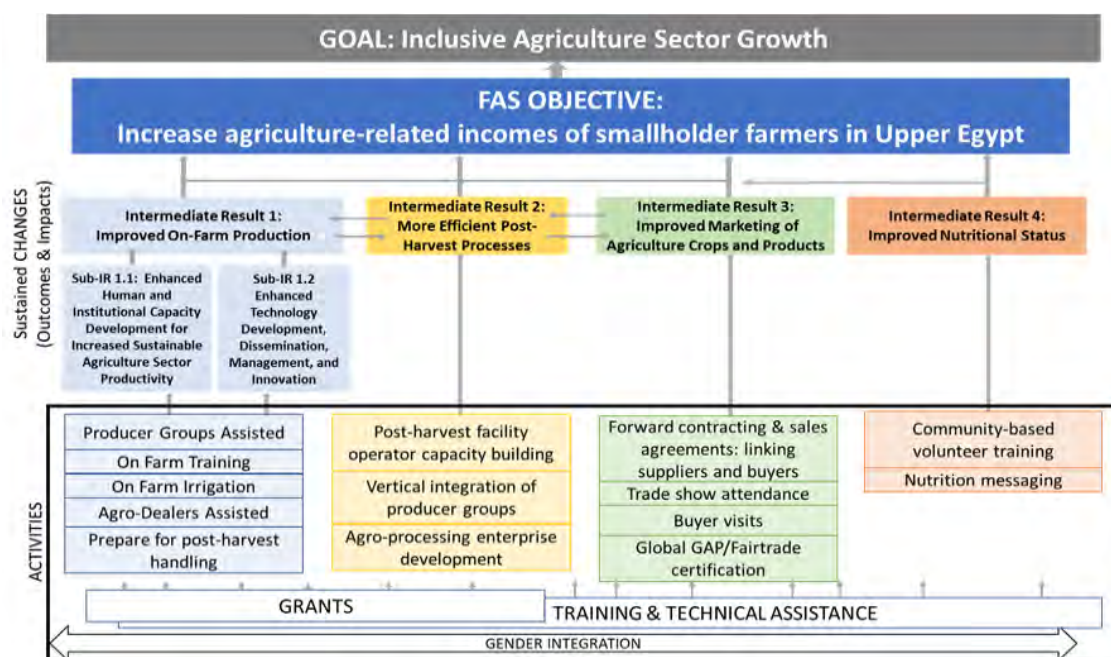 GOAL: Inclusive Agriculture Sector Growth
FAS OBJECTIVE:
Increase agriculture-related incomes of smallholder farmers in Upper Egypt
Sustained CHANGES
(Outcomes & Impacts)
Intermediate Result 1:
Improved On-Farm Production
Intermediate Result 2:
More Efficient Post-
Harvest Processes
Intermediate Result 3:
Improved Marketing of
Agriculture Crops and Products
Intermediate Result 4:
Improved Nutritional Status
Sub-IR 1.1: Enhanced
Human and
Institutional Capacity
Development for
Increased Sustainable
Agriculture Sector
Productivity
Sub-IR 1.2
Enhanced
Technology
Development,
Dissemination,
Management, and
Innovation
ACTIVITIES
Producer Groups Assisted
On Farm Training
On Farm Irrigation
Agro-Dealers Assisted
Prepare for post-harvest
handling
Post-harvest facility
operator capacity building
Vertical integration of
producer groups
Agro-processing enterprise
development
Forward contracting & sales
agreements: linking
suppliers and buyers
Trade show attendance
Buyer visits
Global GAP/Fairtrade
certification
Community-based
volunteer training
Nutrition messaging
GRANTS
TRAINING & TECHNICAL ASSISTANCE
GENDER INTEGRATION